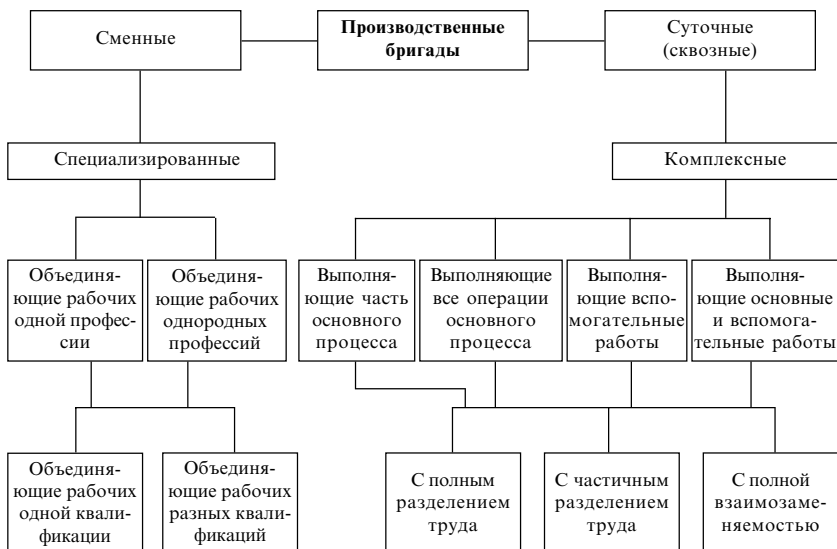 Сменные
Производственные
бригады
Суточные
(сквозные)
Специализированные
Комплексные
Объединя-
ющие рабочих
одной профес-
сии
Объединя-
ющие рабочих
однородных
профессий
Выполня-
ющие часть
основного
процесса
Выполняющие
все операции
основного
процесса
Выполня-
ющие вспо-
могательные
работы
Выполня-
ющие основные
и вспомога-
тельные работы
Объединя-
ющие рабочих
одной квали-
фикации
Объединя-
ющие рабочих
разных квали-
фикаций
С полным
разделением
труда
С частичным
разделением
труда
С полной
взаимозаме-
няемостью